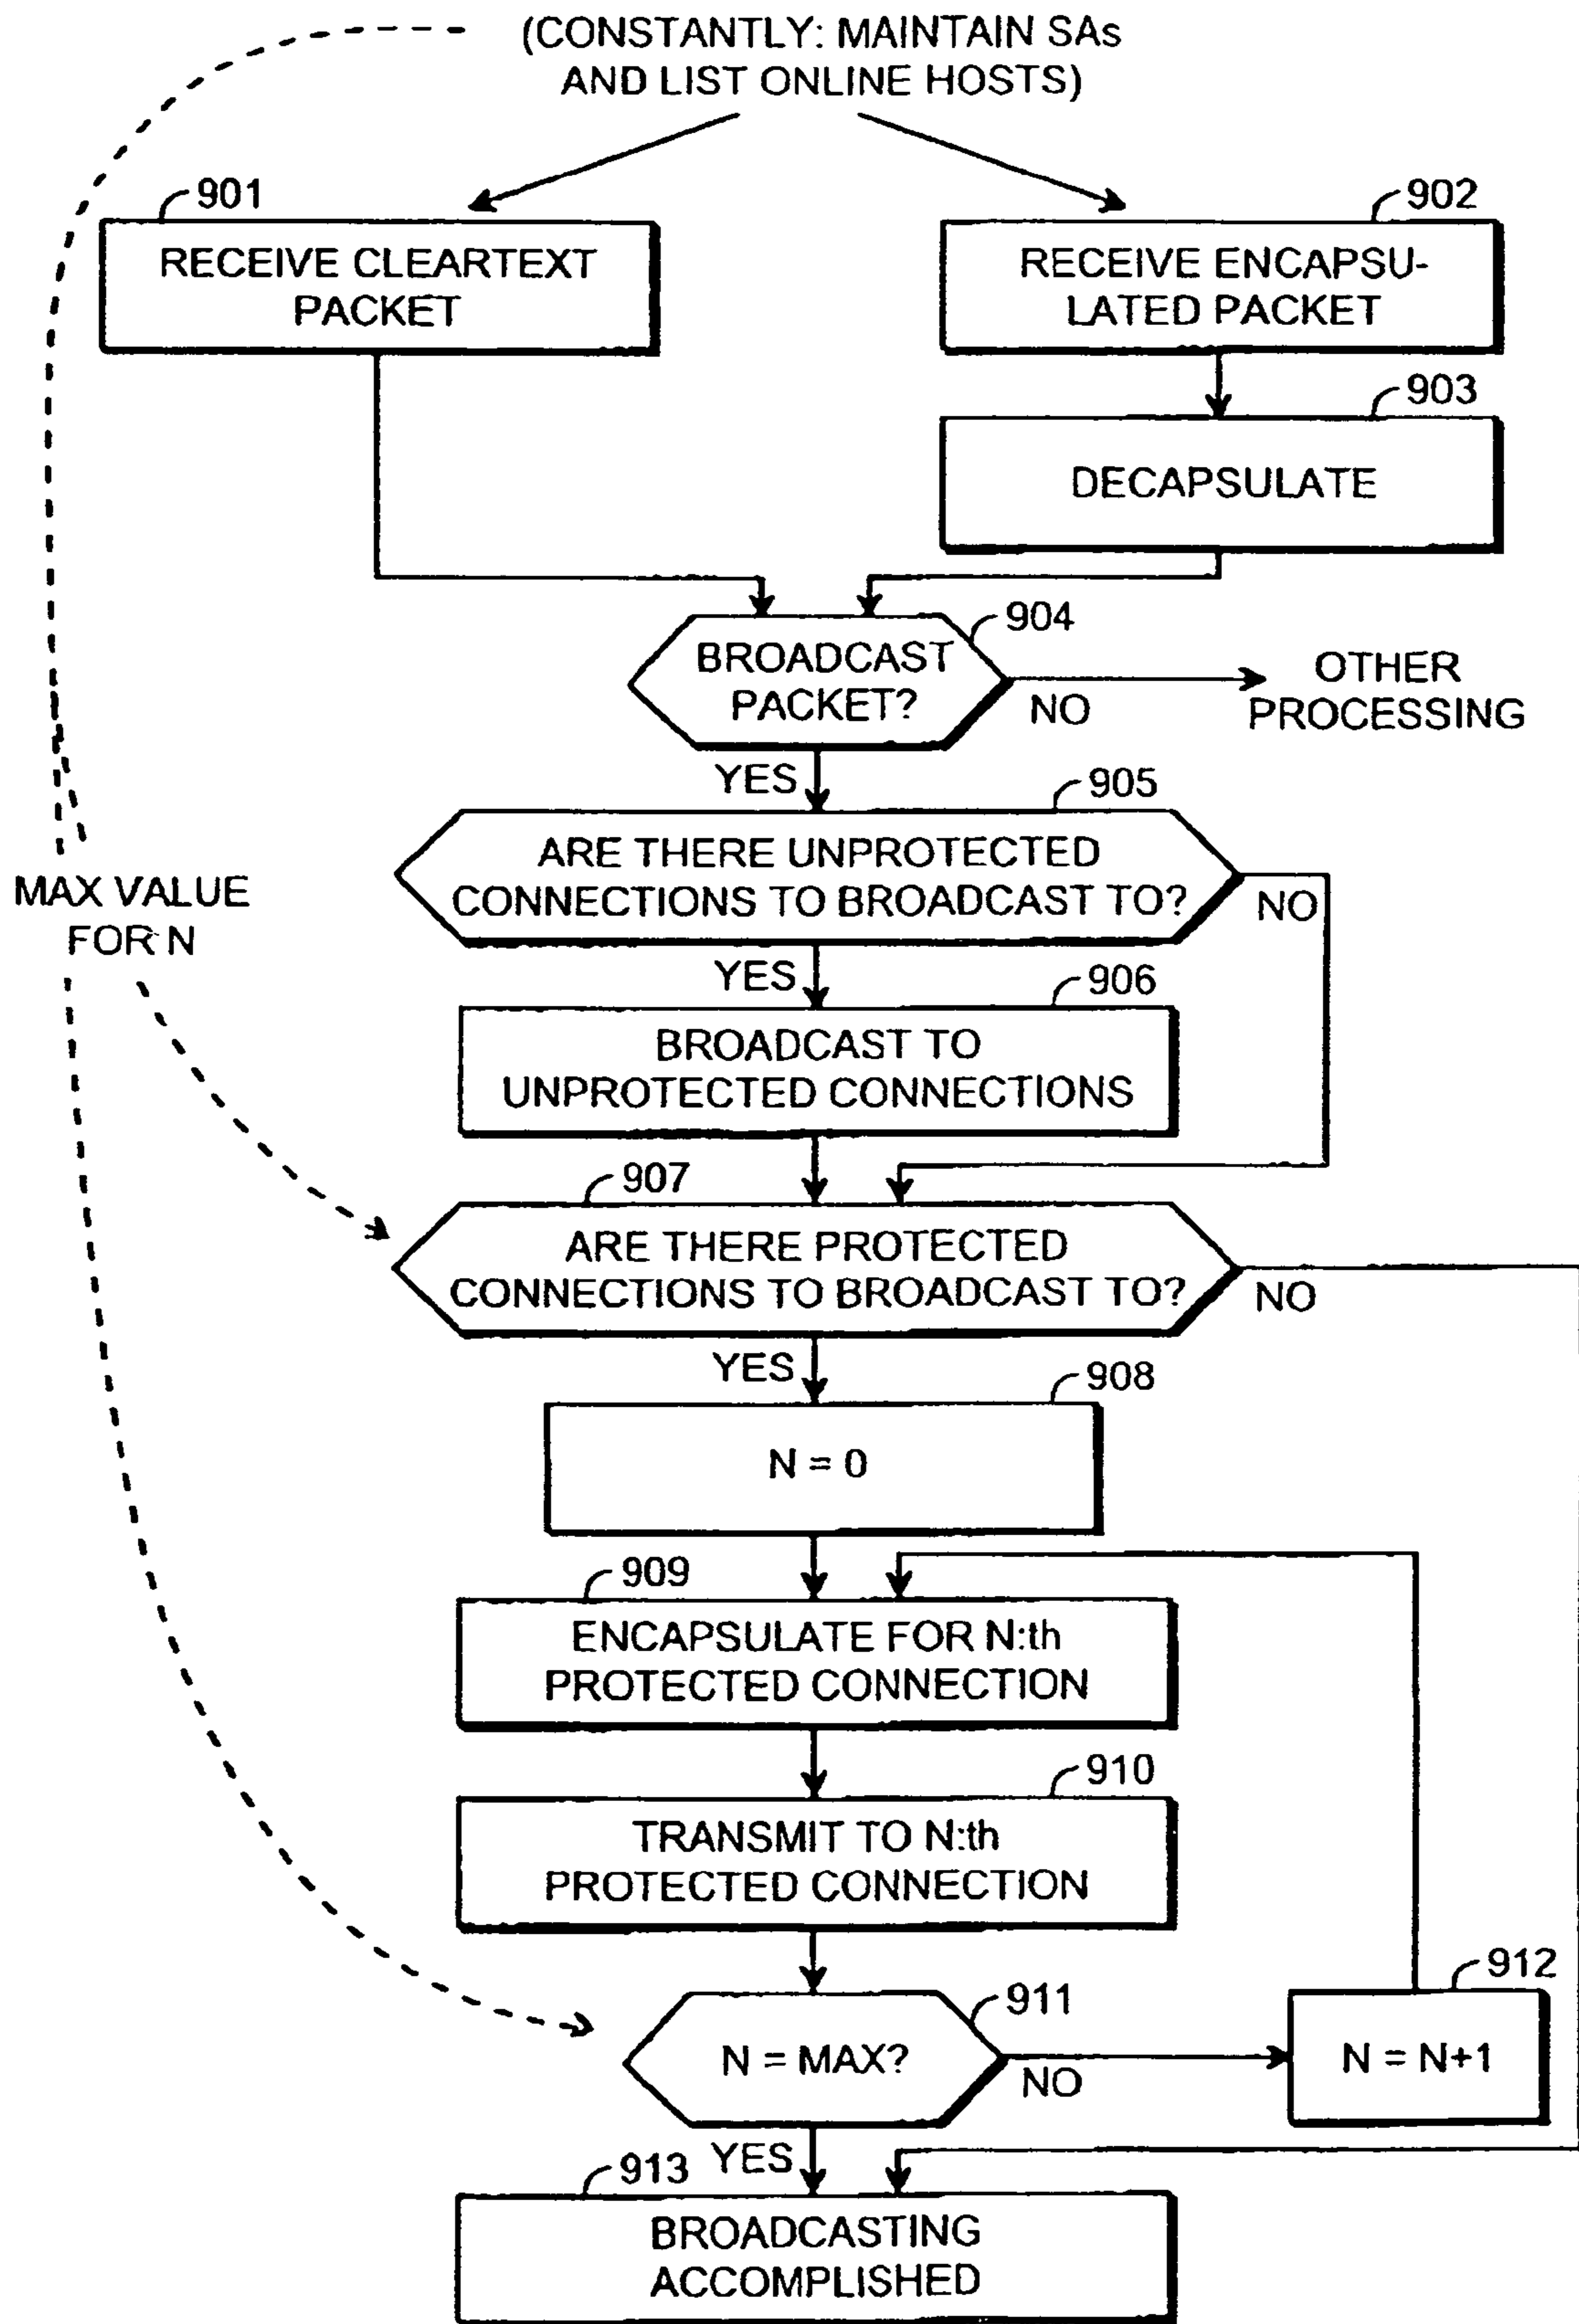 (CONSTANTLY: MAINTAIN SAs
AND LIST ONLINE HOSTS)
901
RECEIVE CLEARTEXT
PACKET
902
RECEIVE ENCAPSU-
LATED PACKET
903
DECAPSULATE
904
BROADCAST
PACKET?
NO
OTHER
PROCESSING
YES
905
ARE THERE UNPROTECTED
CONNECTIONS TO BROADCAST TO?
NO
MAX VALUE
FOR N
YES
906
BROADCAST TO
UNPROTECTED CONNECTIONS
907
ARE THERE PROTECTED
CONNECTIONS TO BROADCAST TO?
NO
YES
908
N = 0
909
ENCAPSULATE FOR N:th
PROTECTED CONNECTION
910
TRANSMIT TO N:th
PROTECTED CONNECTION
911
N = MAX?
NO
912
N = N+1
YES
913
BROADCASTING
ACCOMPLISHED